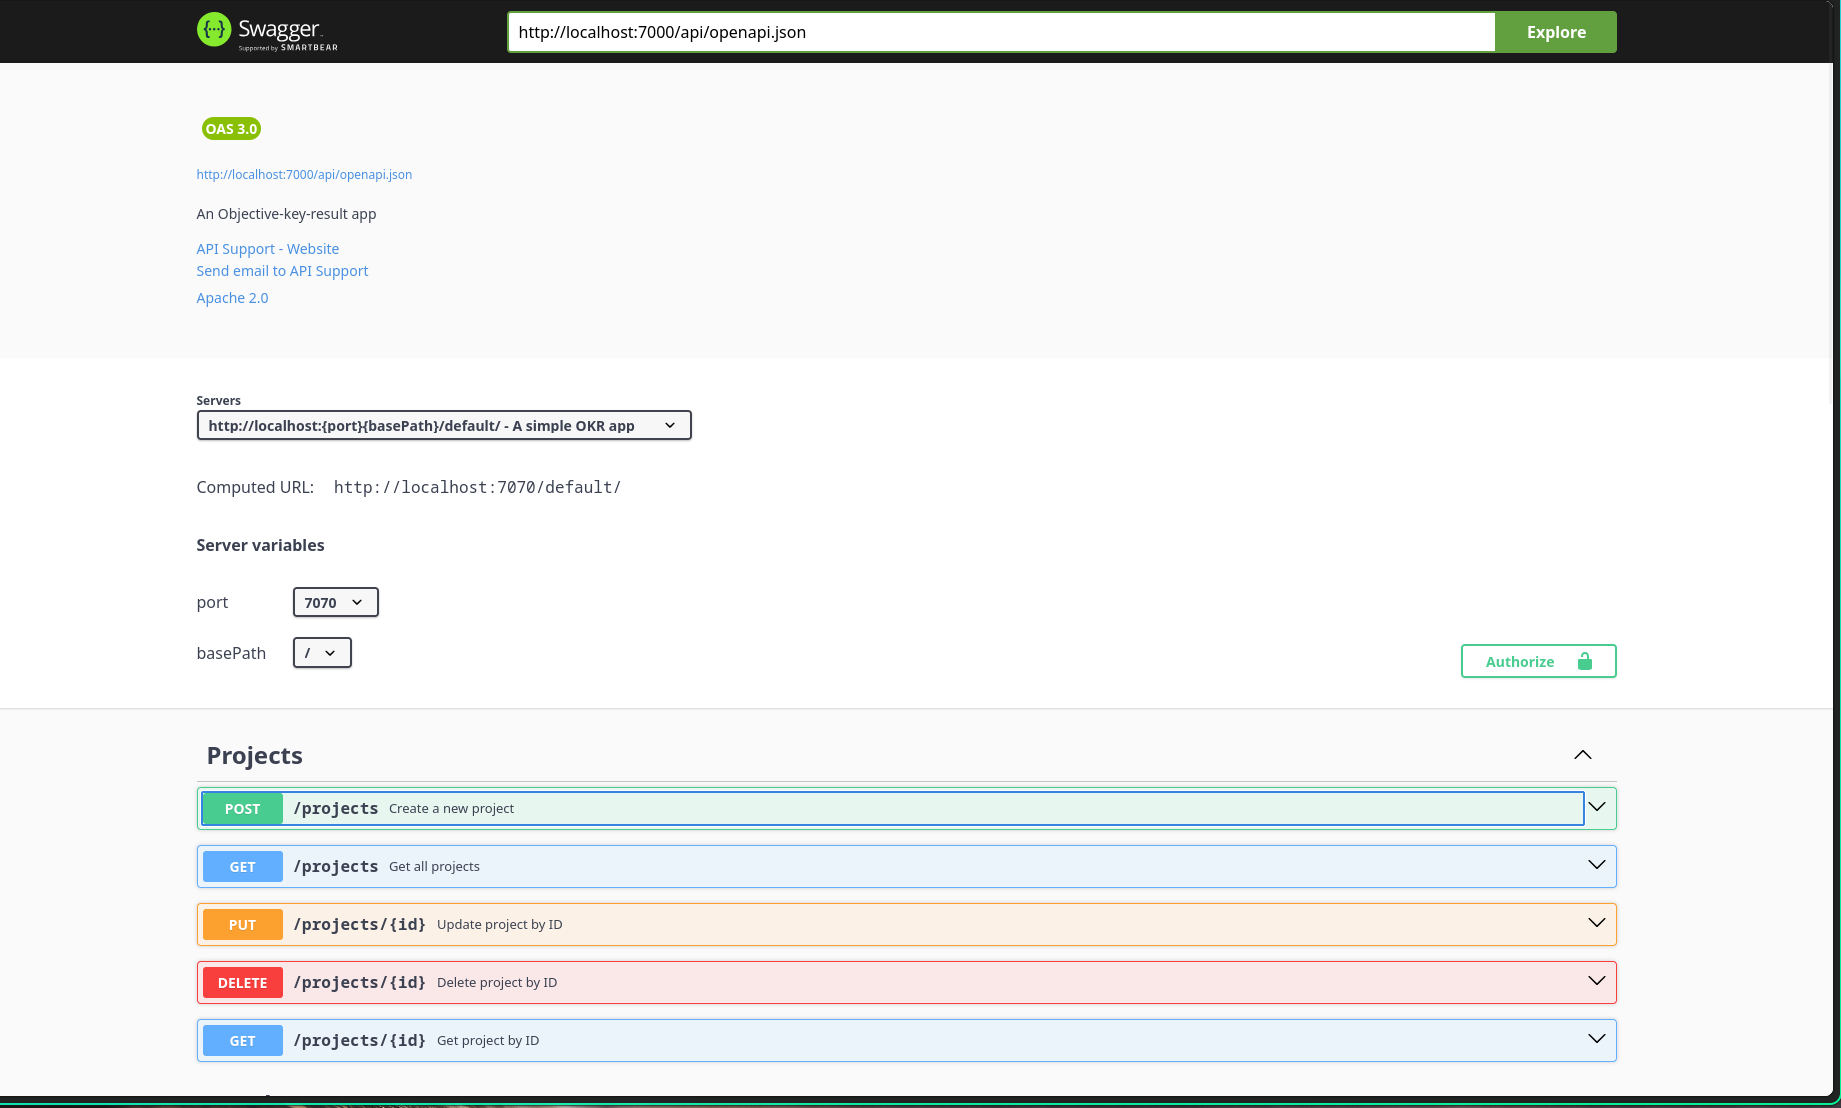 Swagger
Supported by SMARTBEAR
http://localhost:7000/api/openapi.json
Explore
OAS 3.0
http://localhost:7000/api/openapi.json
An Objective-key-result app
API Support - Website
Send email to API Support
Apache 2.0
Servers
http://localhost:{port}{basePath}/default/ - A simple OKR app
Computed URL: http://localhost:7070/default/
Server variables
port 7070
basePath /
Authorize
Projects
POST /projects Create a new project
GET /projects Get all projects
PUT /projects/{id} Update project by ID
DELETE /projects/{id} Delete project by ID
GET /projects/{id} Get project by ID